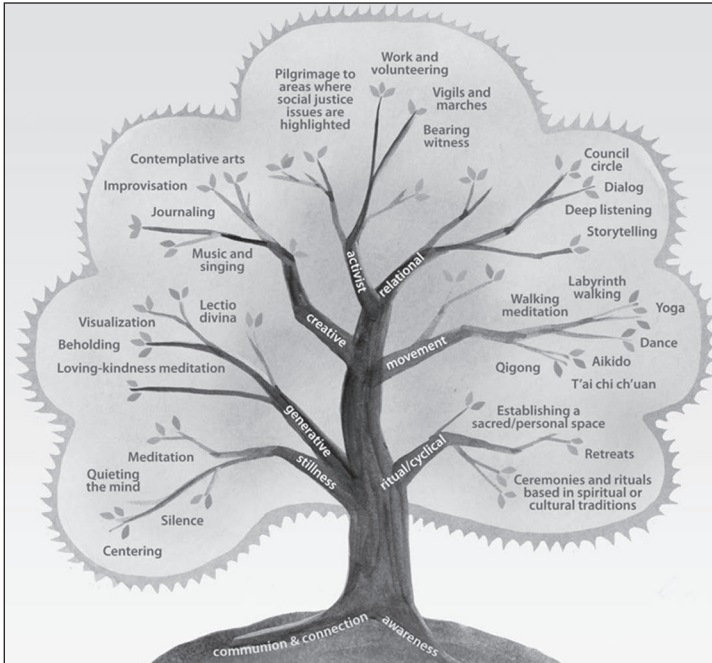 Work and
volunteering
Pilgrimage to
areas where
social justice
issues are
highlighted
Vigils and
marches
Bearing
witness
Contemplative arts
Improvisation
Journaling
Music and
singing
Council
circle
Dialog
Deep listening
Storytelling
activist
relational
creative
movement
Lectio
divina
Visualization
Beholding
Loving-kindness meditation
Labyrinth
walking
Walking
meditation
Yoga
Dance
Aikido
Qigong
T'ai chi ch'uan
generative
stillness
ritual/cyclical
Establishing a
sacred/personal space
Retreats
Ceremonies and rituals
based in spiritual or
cultural traditions
Meditation
Quieting
the mind
Silence
Centering
communion & connection
awareness